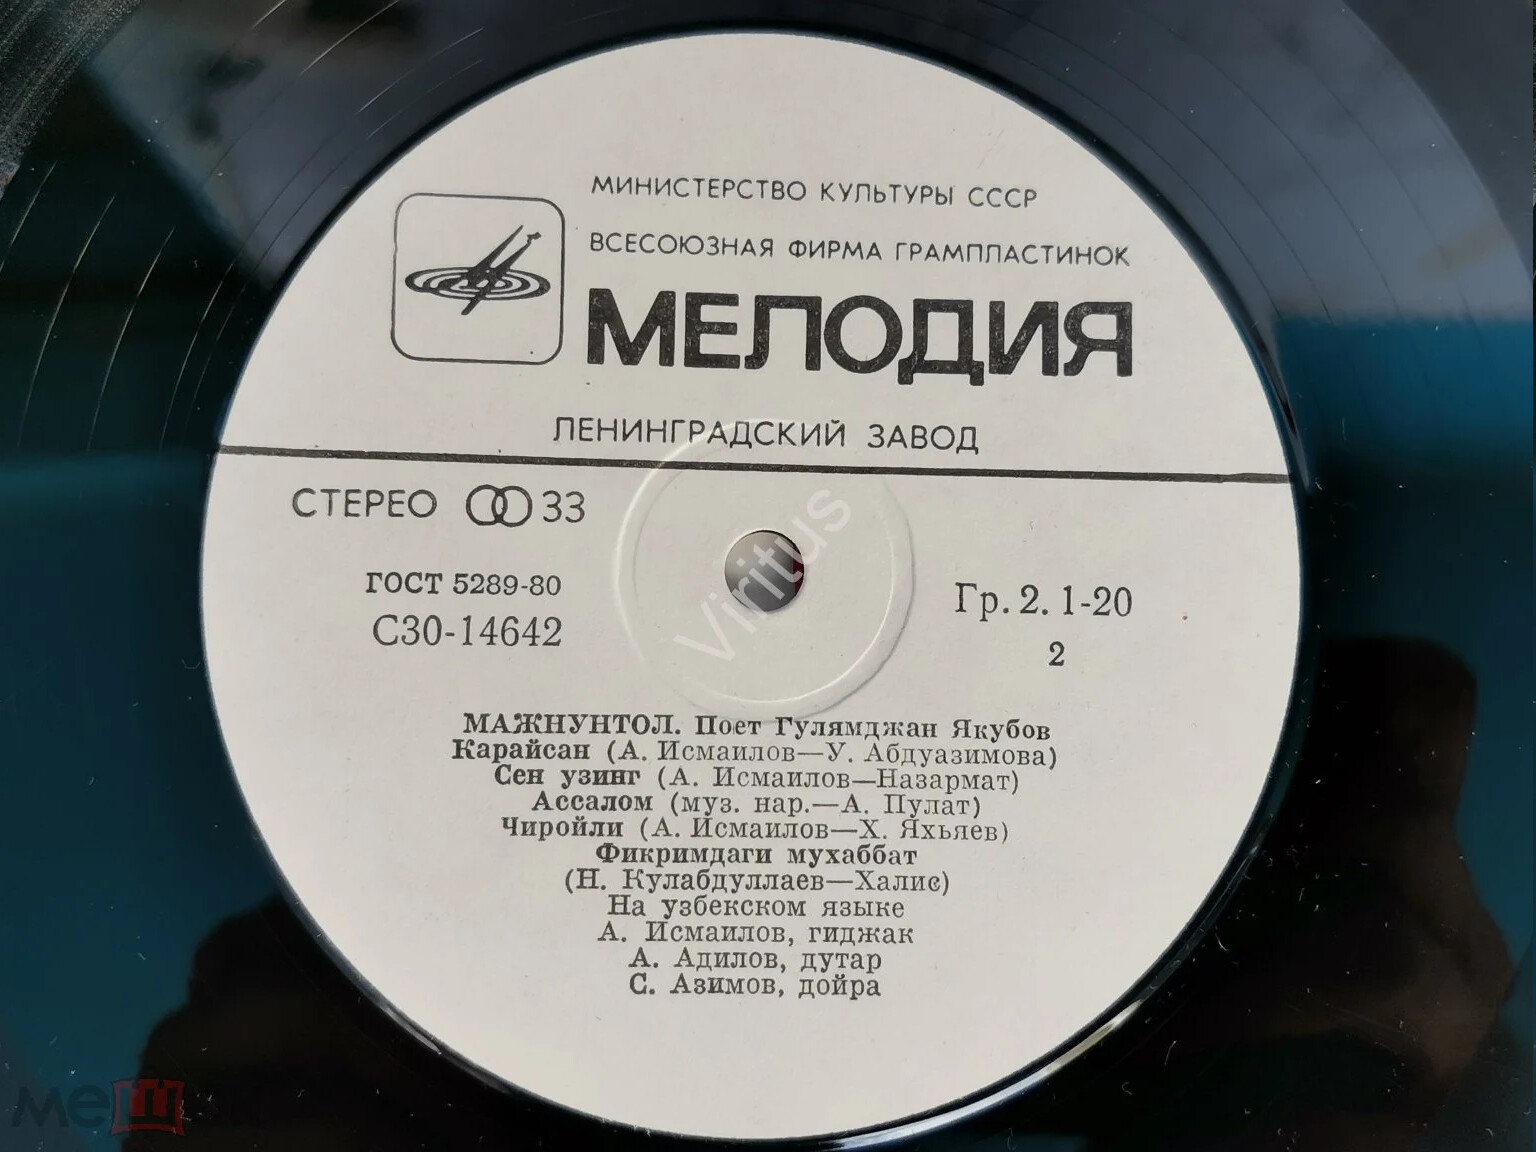 МИНИСТЕРСТВО КУЛЬТУРЫ СССР
ВСЕСОЮЗНАЯ ФИРМА ГРАМПЛАСТИНОК
МЕЛОДИЯ
ЛЕНИНГРАДСКИЙ ЗАВОД
СТЕРЕО 33
ГОСТ 5289-80
С30-14642
Гр. 2. 1-20
2
Viritus
МАЖНУНТОЛ. Поет Гулямджан Якубов
Карайсан (А. Исмаилов—У. Абдуазимова)
Сен узинг (А. Исмаилов—Назармат)
Ассалом (муз. нар.—А. Пулат)
Чиройли (А. Исмаилов—Х. Яхьяев)
Фикримдаги мухаббат
(Н. Кулабдуллаев—Халис)
На узбекском языке
А. Исмаилов, гиджак
А. Адилов, дутар
С. Азимов, дойра